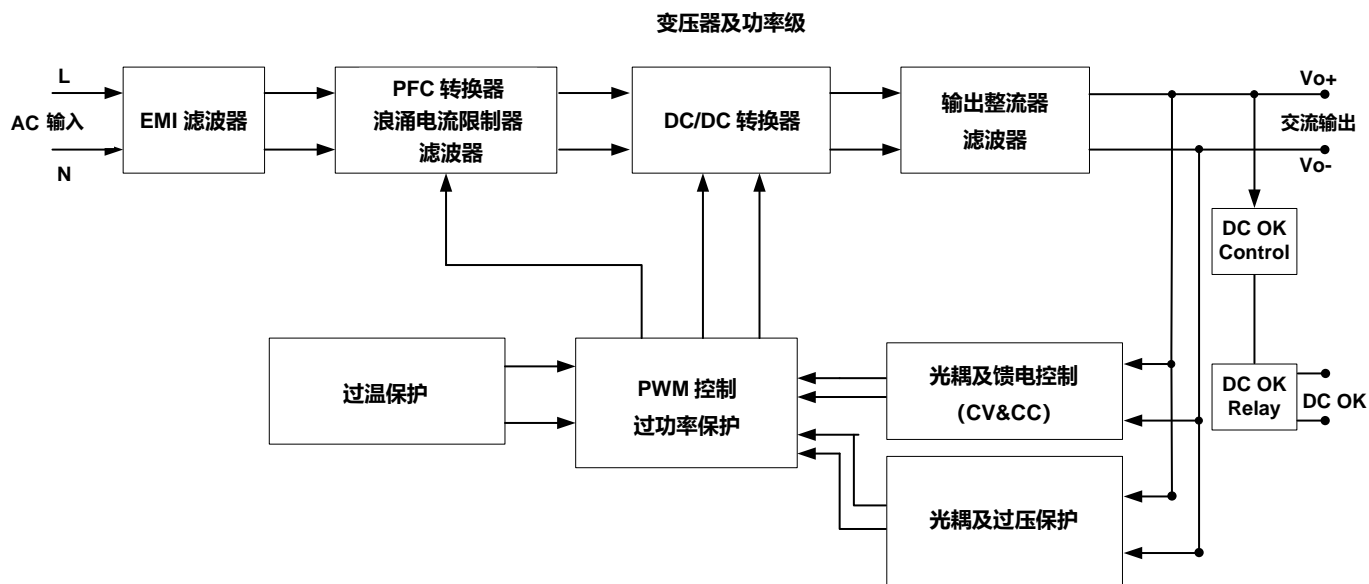 变压器及功率级
L
AC 输入
N
EMI 滤波器
PFC 转换器
浪涌电流限制器
滤波器
DC/DC 转换器
输出整流器
滤波器
Vo+
交流输出
Vo-
DC OK
Control
过温保护
PWM 控制
过功率保护
光耦及馈电控制
（CV&CC）
DC OK
Relay
DC OK
光耦及过压保护